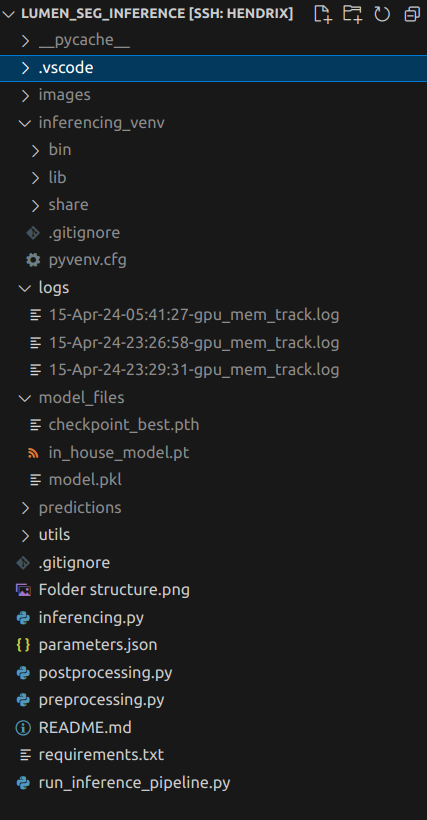 LUMEN_SEG_INFERENCE [SSH: HENDRIX]
__pycache__
.vscode
images
inferencing_venv
bin
lib
share
.gitignore
pyvenv.cfg
logs
15-Apr-24-05:41:27-gpu_mem_track.log
15-Apr-24-23:26:58-gpu_mem_track.log
15-Apr-24-23:29:31-gpu_mem_track.log
model_files
checkpoint_best.pth
in_house_model.pt
model.pkl
predictions
utils
.gitignore
Folder structure.png
inferencing.py
parameters.json
postprocessing.py
preprocessing.py
README.md
requirements.txt
run_inference_pipeline.py